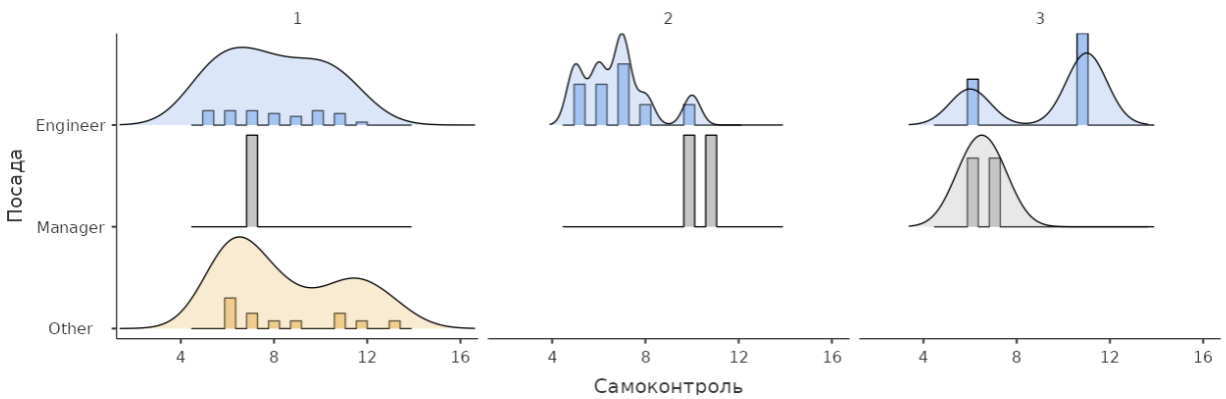 1 2 3
Посада
Engineer
Manager
Other
4 8 12 16 4 8 12 16 4 8 12 16
Самоконтроль